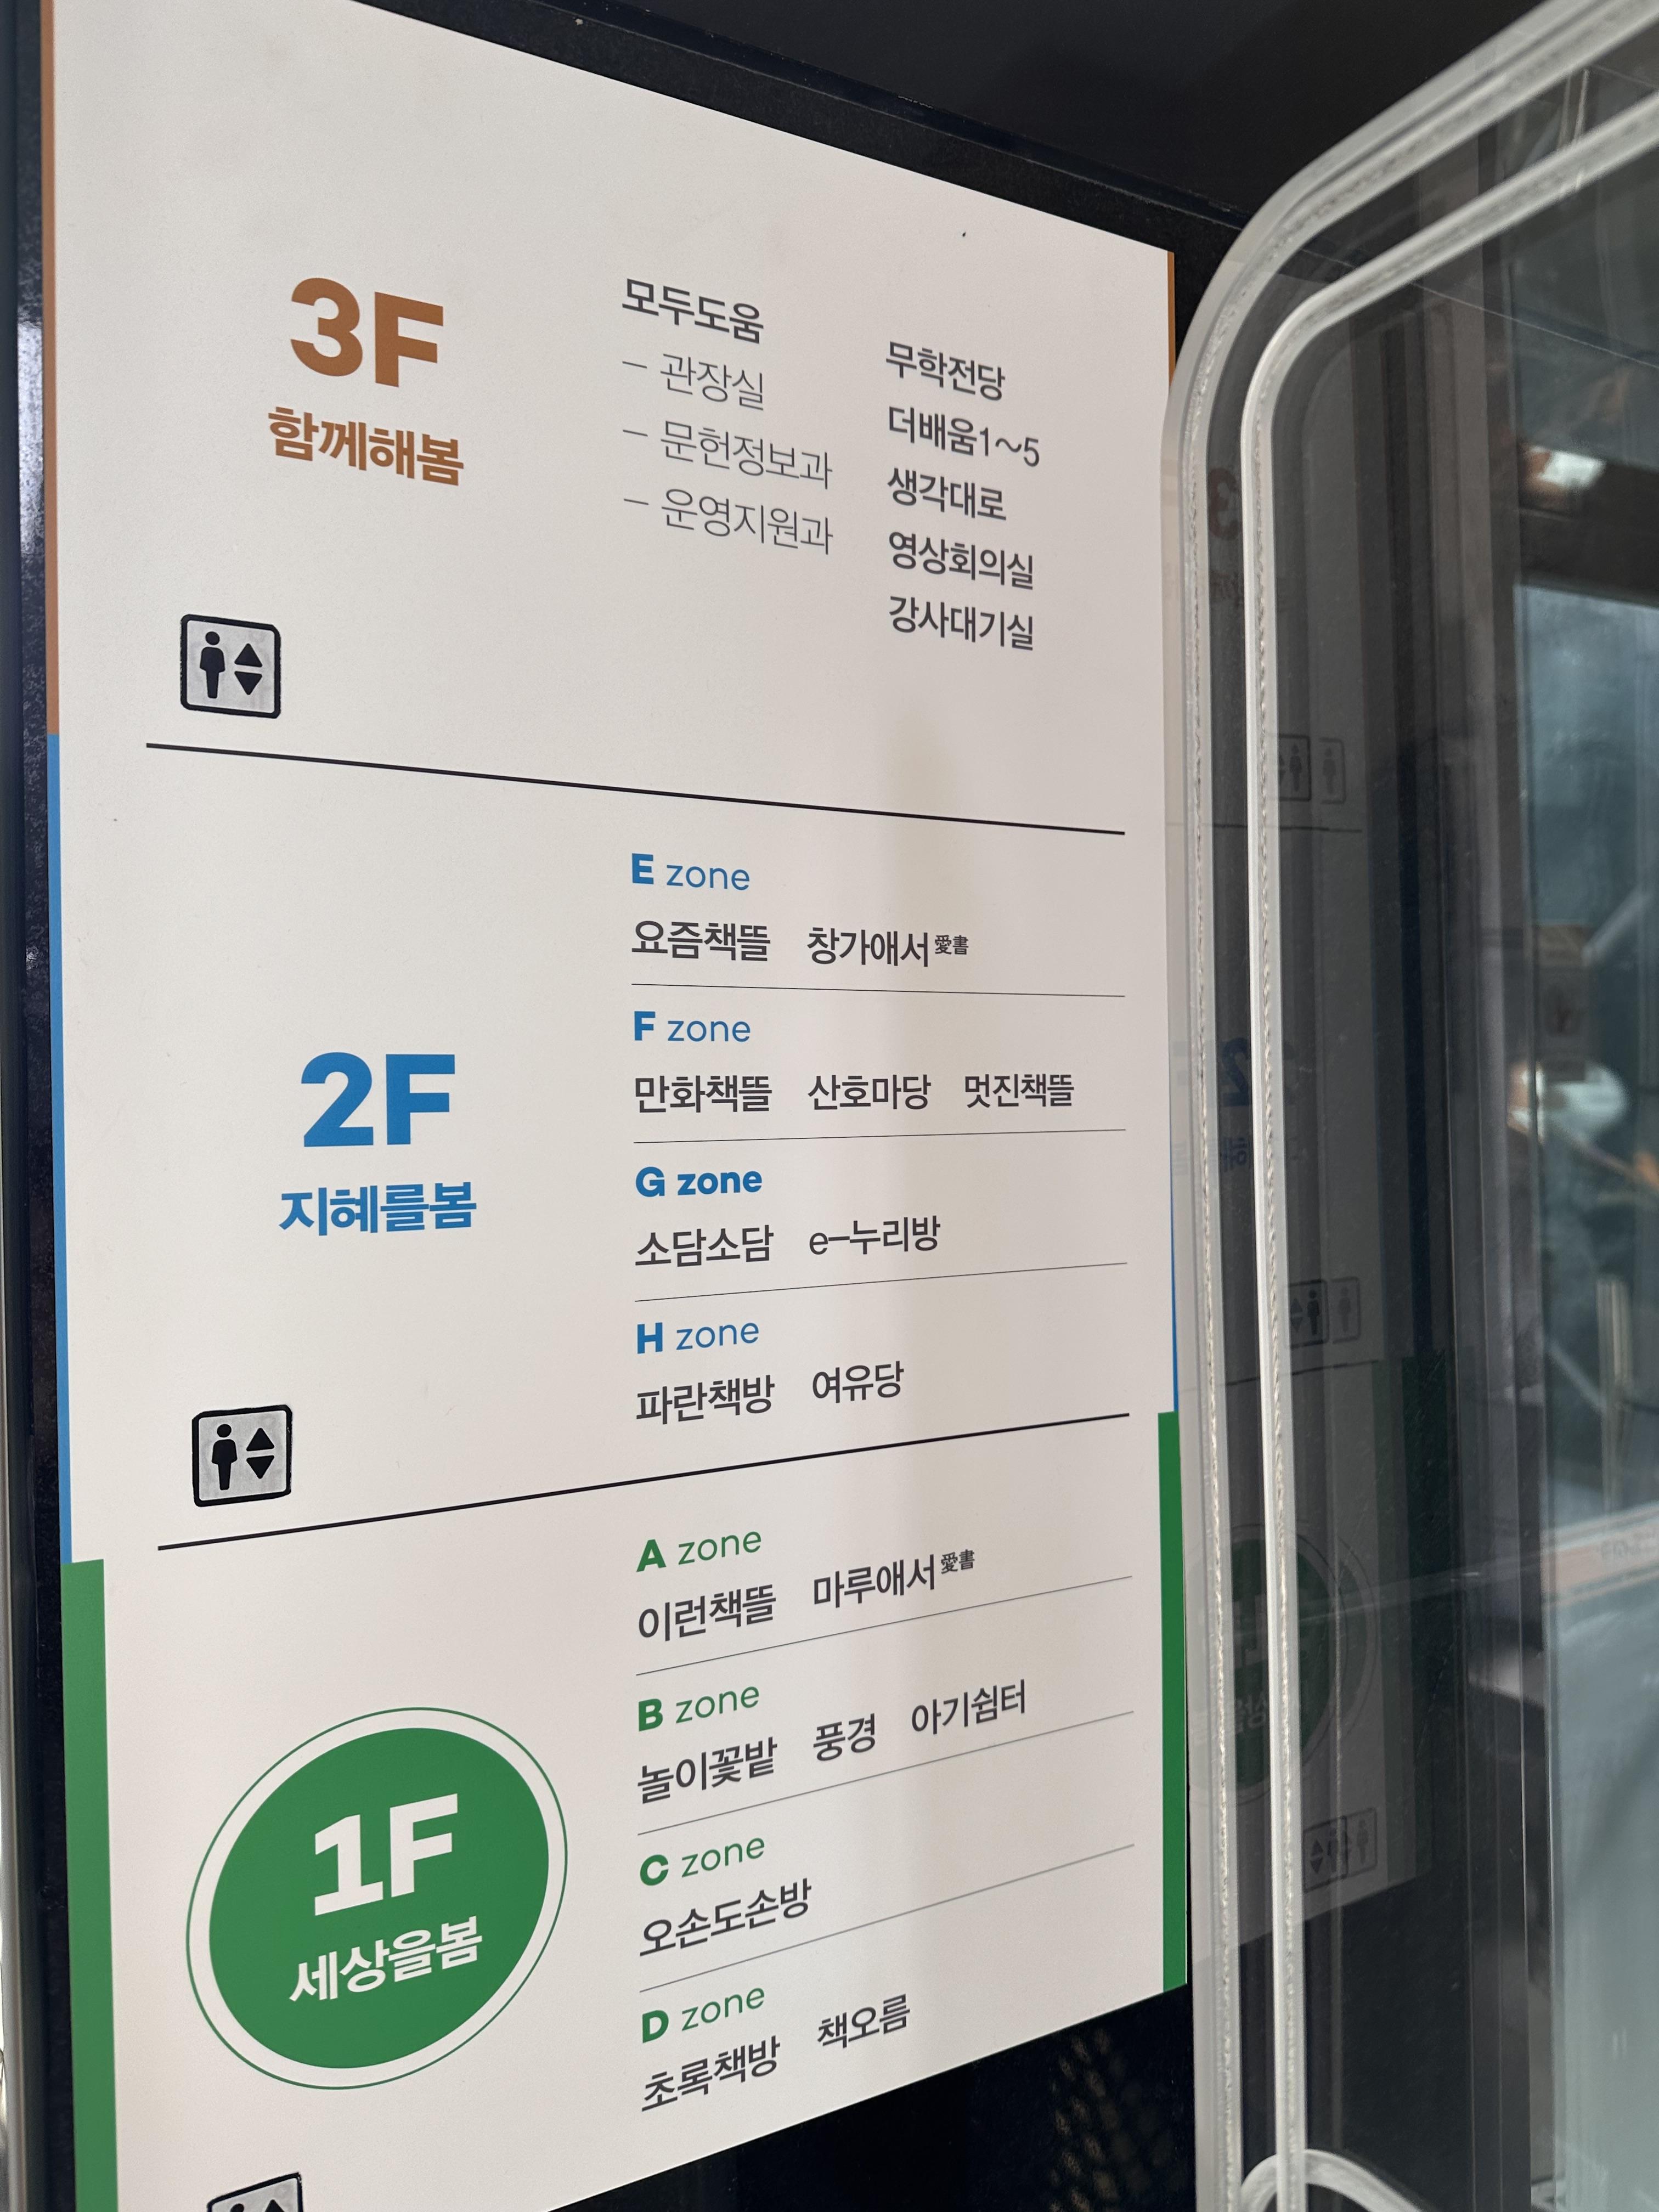 3F
함께해봄
모두도움
- 관장실
- 문헌정보과
- 운영지원과
무학전당
더배움1~5
생각대로
영상회의실
강사대기실
2F
지혜를봄
E zone
요즘책뜰 창가애서愛書
F zone
만화책뜰 산호마당 멋진책뜰
G zone
소담소담 e-누리방
H zone
파란책방 여유당
1F
세상을봄
A zone
이런책뜰 마루애서愛書
B zone
놀이꽃밭 풍경 아기쉼터
C zone
오손도손방
D zone
초록책방 책오름